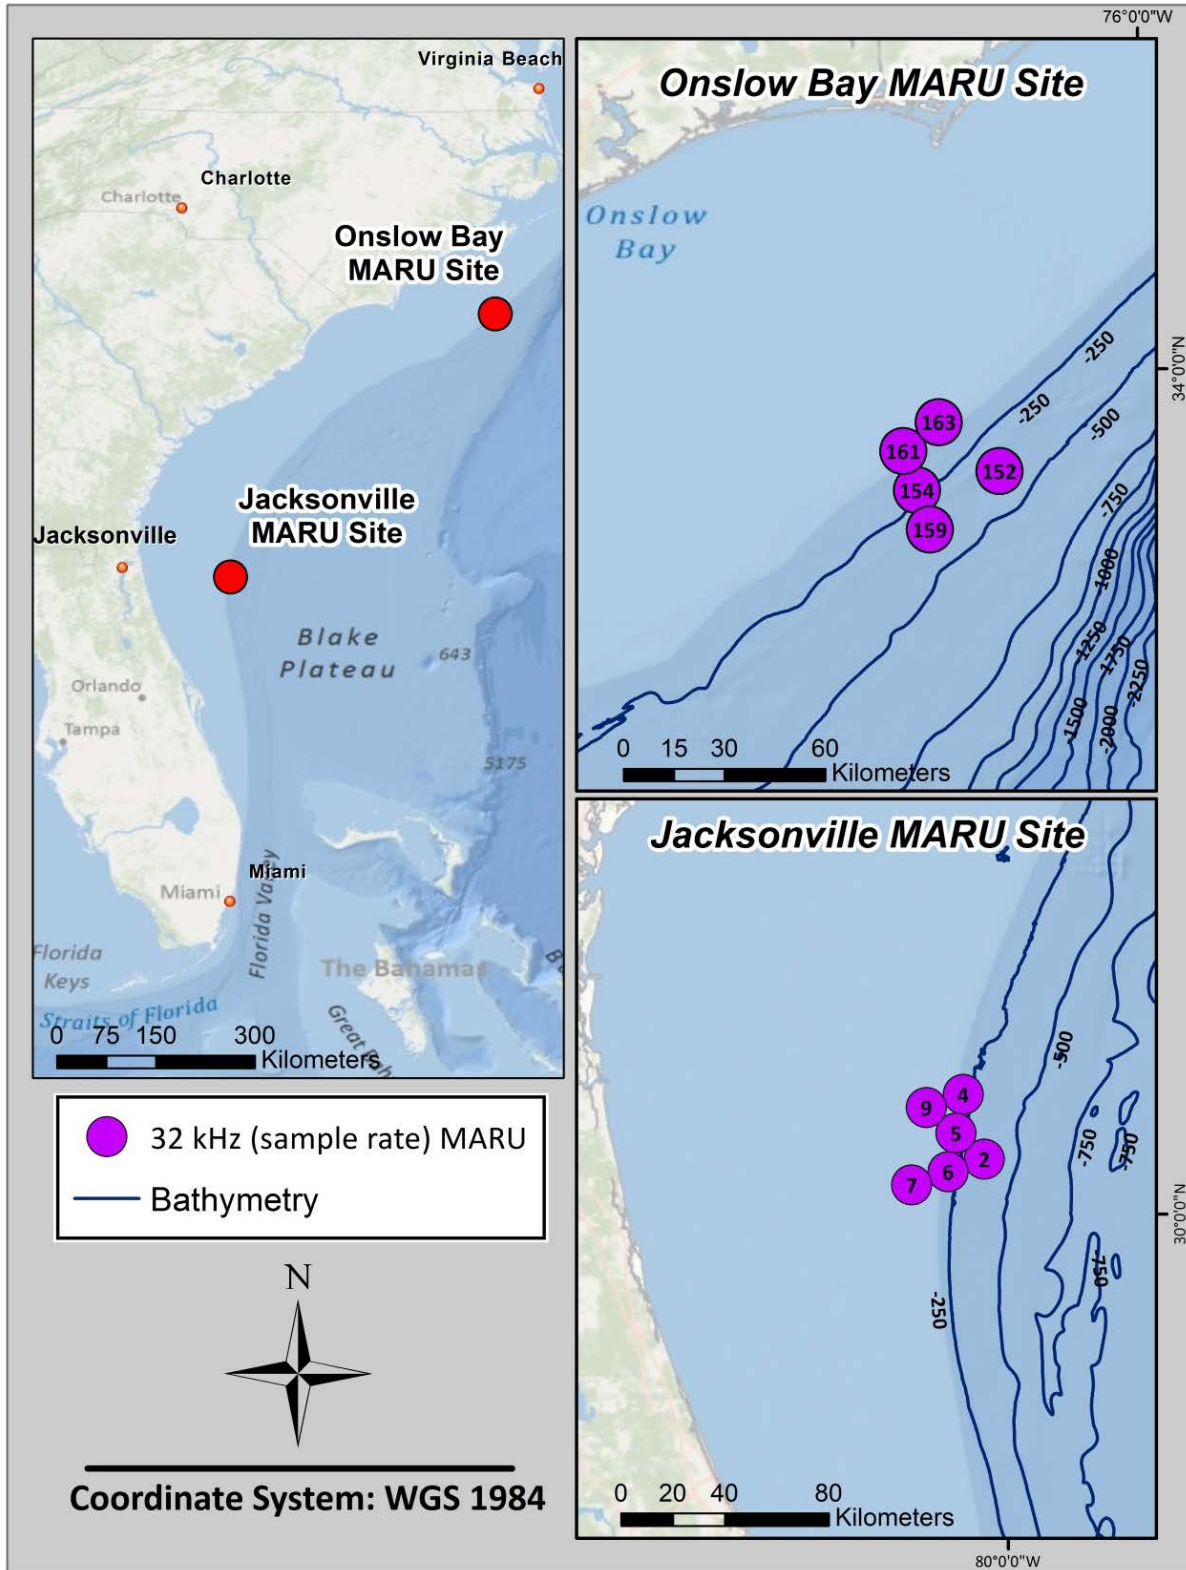 76°0'0"W
Virginia Beach
Charlotte
Charlotte
Onslow Bay
MARU Site
Jacksonville
MARU Site
Jacksonville
Blake
Plateau
643
Orlando
Tampa
5175
Miami
Miami
Florida Valley
Florida
Keys
The Bahamas
Straits of Florida
0 75 150 300
Kilometers
Onslow Bay MARU Site
Onslow
Bay
-250
34°0'0"N
-250
-500
163
161
152
154
-750
159
-1000
1250
1750
-2250
-1500
-2000
0 15 30 60
Kilometers
Jacksonville MARU Site
-500
4
9
5
-750
-750
2
6
7
30°0'0"N
-750
-250
0 20 40 80
Kilometers
80°0'0"W
32 kHz (sample rate) MARU
Bathymetry
N
Coordinate System: WGS 1984